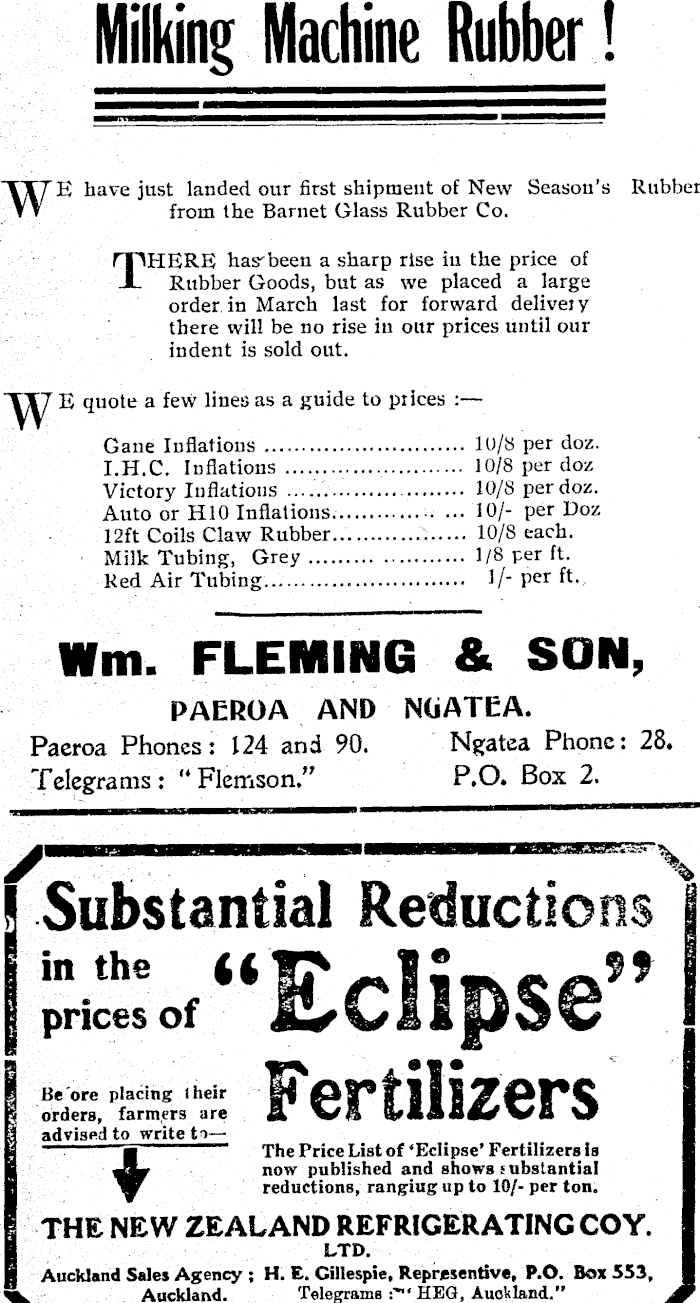 Milking Machine Rubber !
WE have just landed our first shipment of New Season's Rubber
from the Barnet Glass Rubber Co.
THERE has been a sharp rise in the price of
Rubber Goods, but as we placed a large
order in March last for forward delivery
there will be no rise in our prices until our
indent is sold out.
WE quote a few lines as a guide to prices :—
Gane Inflations ........................... 10/8 per doz.
I.H.C. Inflations ........................ 10/8 per doz
Victory Inflations ........................ 10/8 per doz.
Auto or H10 Inflations.............. ... 10/- per Doz
12ft Coils Claw Rubber.................. 10/8 each.
Milk Tubing, Grey ......... ........... 1/8 per ft.
Red Air Tubing........................... 1/- per ft.
Wm. FLEMING & SON,
PAEROA AND NGATEA.
Paeroa Phones: 124 and 90. Ngatea Phone: 28.
Telegrams: "Flemson." P.O. Box 2.
Substantial Reductions
in the
prices of
"Eclipse"
Fertilizers
Before placing their
orders, farmers are
advised to write to—
The Price List of 'Eclipse' Fertilizers is
now published and shows substantial
reductions, rangiug up to 10/- per ton.
THE NEW ZEALAND REFRIGERATING COY.
LTD.
Auckland Sales Agency ; H. E. Gillespie, Represen­tive, P.O. Box 553,
Auckland. Telegrams :—" HEG, Auckland."